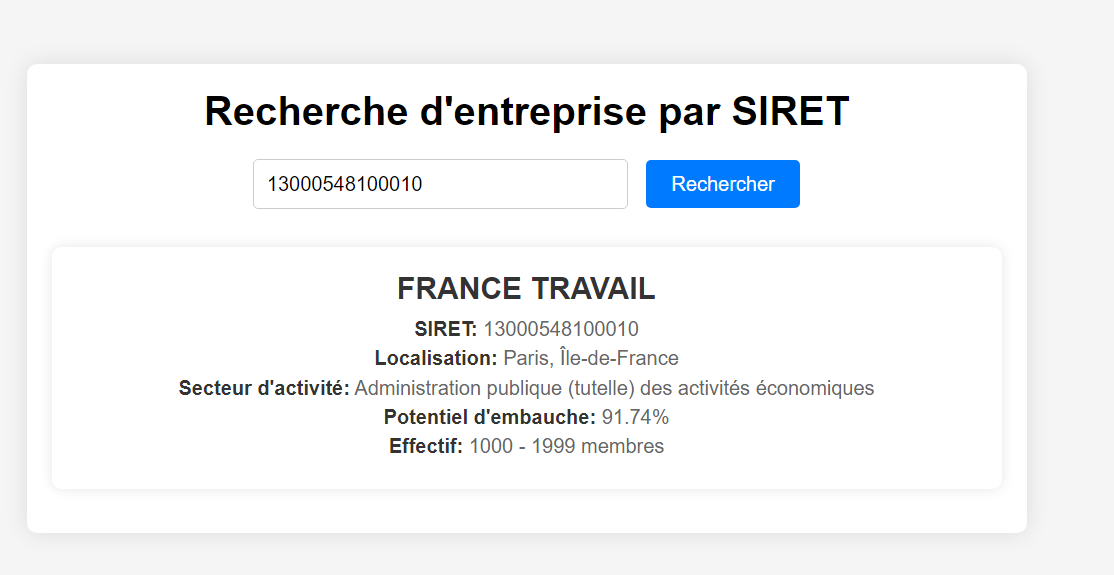 Recherche d'entreprise par SIRET
13000548100010
Rechercher
FRANCE TRAVAIL
SIRET: 13000548100010
Localisation: Paris, Île-de-France
Secteur d'activité: Administration publique (tutelle) des activités économiques
Potentiel d'embauche: 91.74%
Effectif: 1000 - 1999 membres